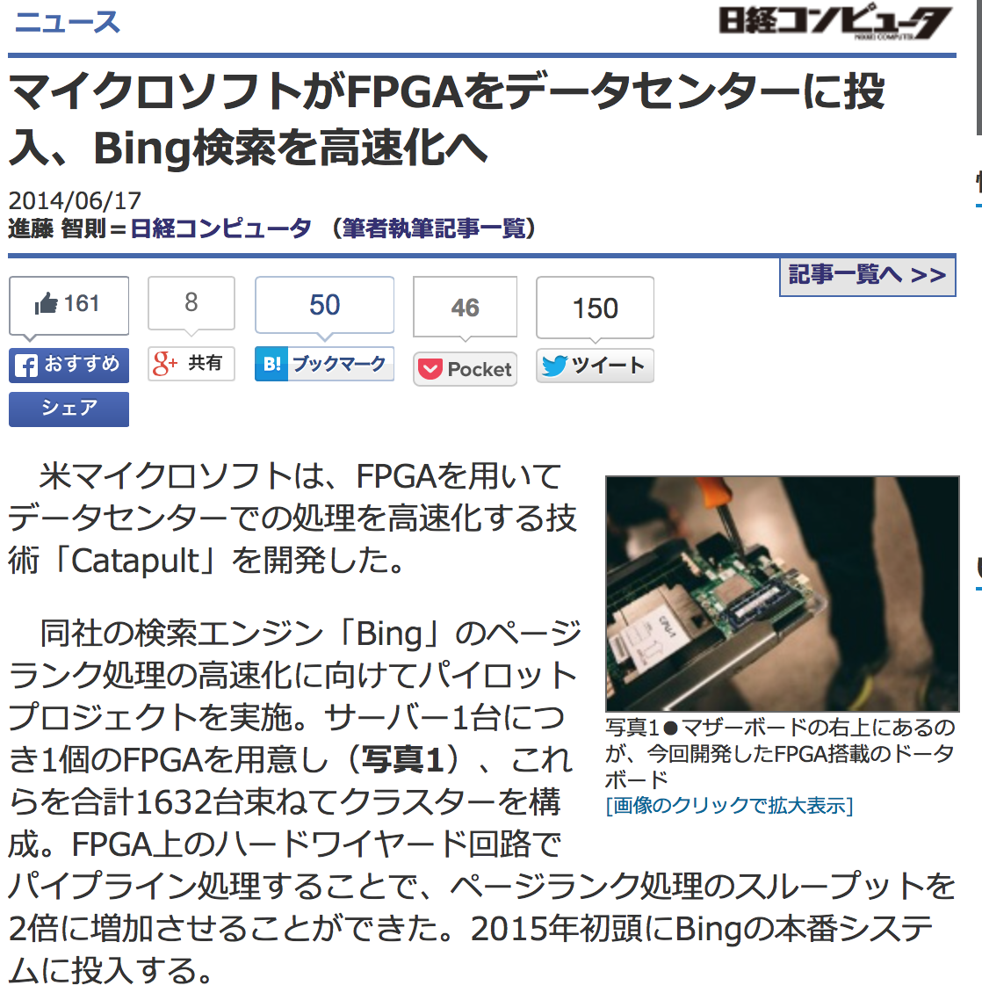 ニュース
日経コンピュータ
NIKKEI COMPUTER
マイクロソフトがFPGAをデータセンターに投
入、Bing検索を高速化へ
2014/06/17
進藤 智則＝日経コンピュータ （筆者執筆記事一覧）
記事一覧へ >>
161
8
50
46
150
おすすめ
g+ 共有
B! ブックマーク
Pocket
ツイート
シェア
米マイクロソフトは、FPGAを用いて
データセンターでの処理を高速化する技
術「Catapult」を開発した。
同社の検索エンジン「Bing」のページ
ランク処理の高速化に向けてパイロット
プロジェクトを実施。サーバー1台につ
き1個のFPGAを用意し（写真1）、これ
らを合計1632台束ねてクラスターを構
成。FPGA上のハードワイヤード回路で
パイプライン処理することで、ページランク処理のスループットを
2倍に増加させることができた。2015年初頭にBingの本番システ
ムに投入する。
CPU-1
写真1●マザーボードの右上にあるの
が、今回開発したFPGA搭載のドータ
ボード
[画像のクリックで拡大表示]